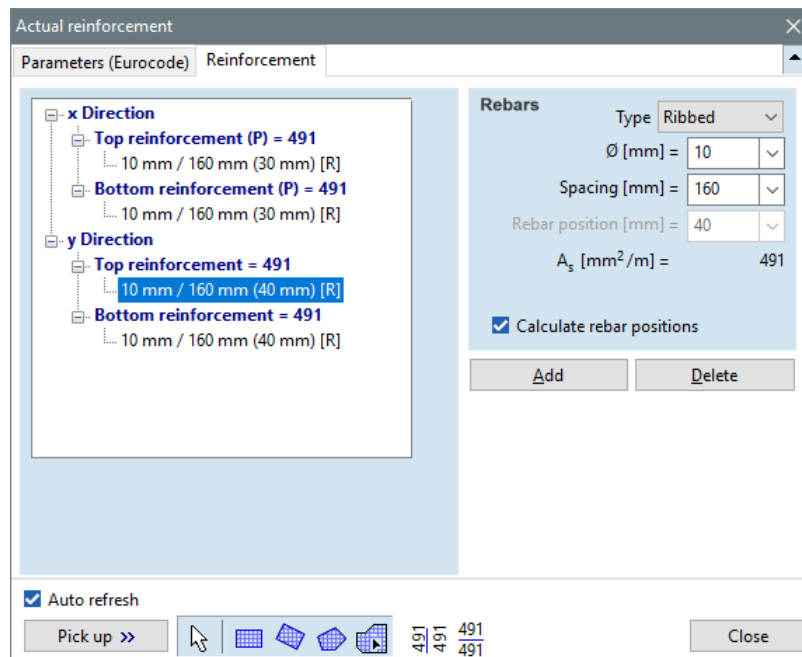 Actual reinforcement
Parameters (Eurocode) Reinforcement
x Direction
Top reinforcement (P) = 491
10 mm / 160 mm (30 mm) [R]
Bottom reinforcement (P) = 491
10 mm / 160 mm (30 mm) [R]
y Direction
Top reinforcement = 491
10 mm / 160 mm (40 mm) [R]
Bottom reinforcement = 491
10 mm / 160 mm (40 mm) [R]
Rebars
Type Ribbed
Ø [mm] = 10
Spacing [mm] = 160
Rebar position [mm] = 40
As [mm²/m] = 491
Calculate rebar positions
Add Delete
Auto refresh
Pick up >>
491
491
491
491
Close